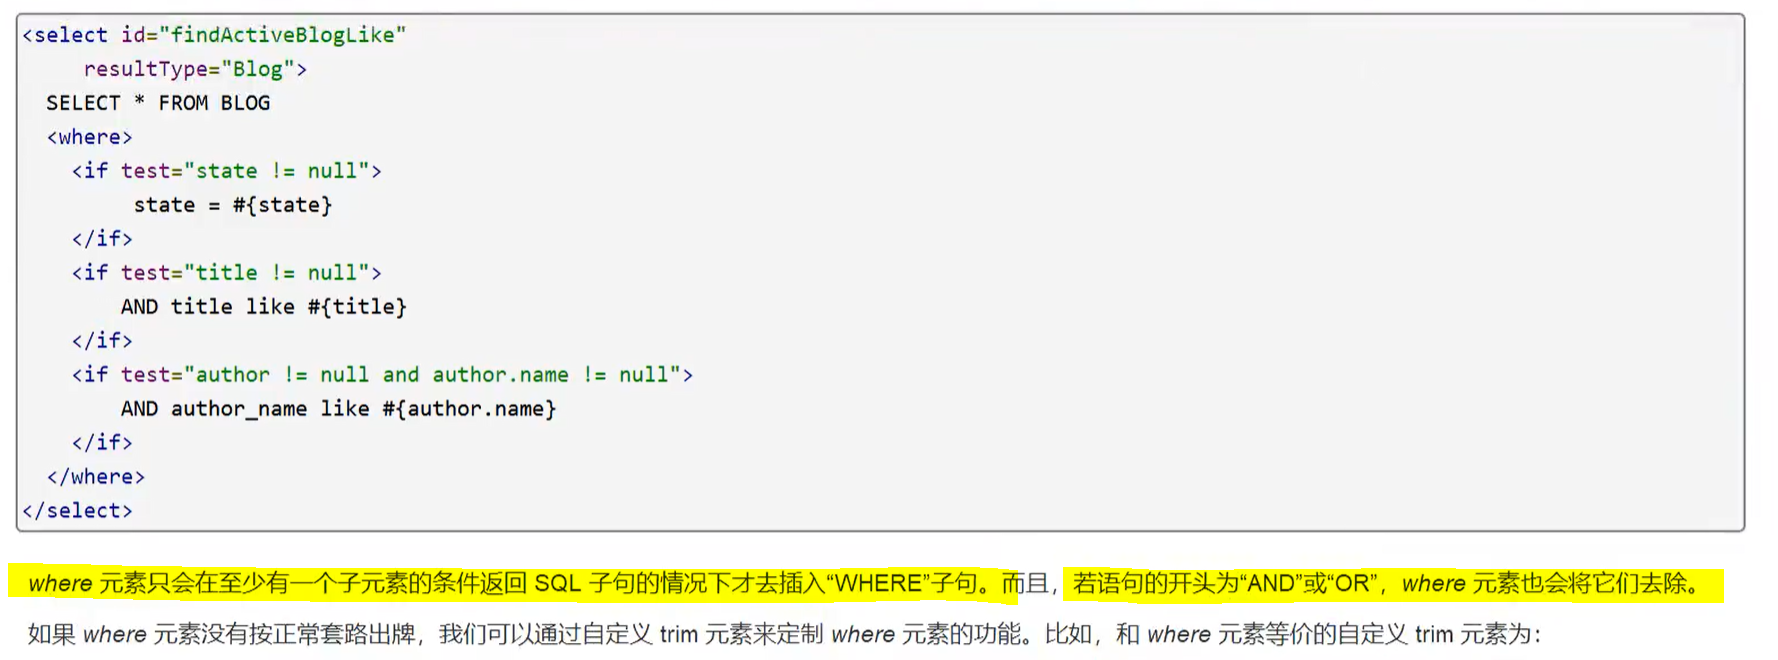 <select id="findActiveBlogLike"
     resultType="Blog">
  SELECT * FROM BLOG
  <where>
    <if test="state != null">
         state = #{state}
    </if>
    <if test="title != null">
        AND title like #{title}
    </if>
    <if test="author != null and author.name != null">
        AND author_name like #{author.name}
    </if>
  </where>
</select>
where 元素只会在至少有一个子元素的条件返回 SQL 子句的情况下才去插入“WHERE”子句。而且，若语句的开头为“AND”或“OR”，where 元素也会将它们去除。
如果 where 元素没有按正常套路出牌，我们可以通过自定义 trim 元素来定制 where 元素的功能。比如，和 where 元素等价的自定义 trim 元素为：